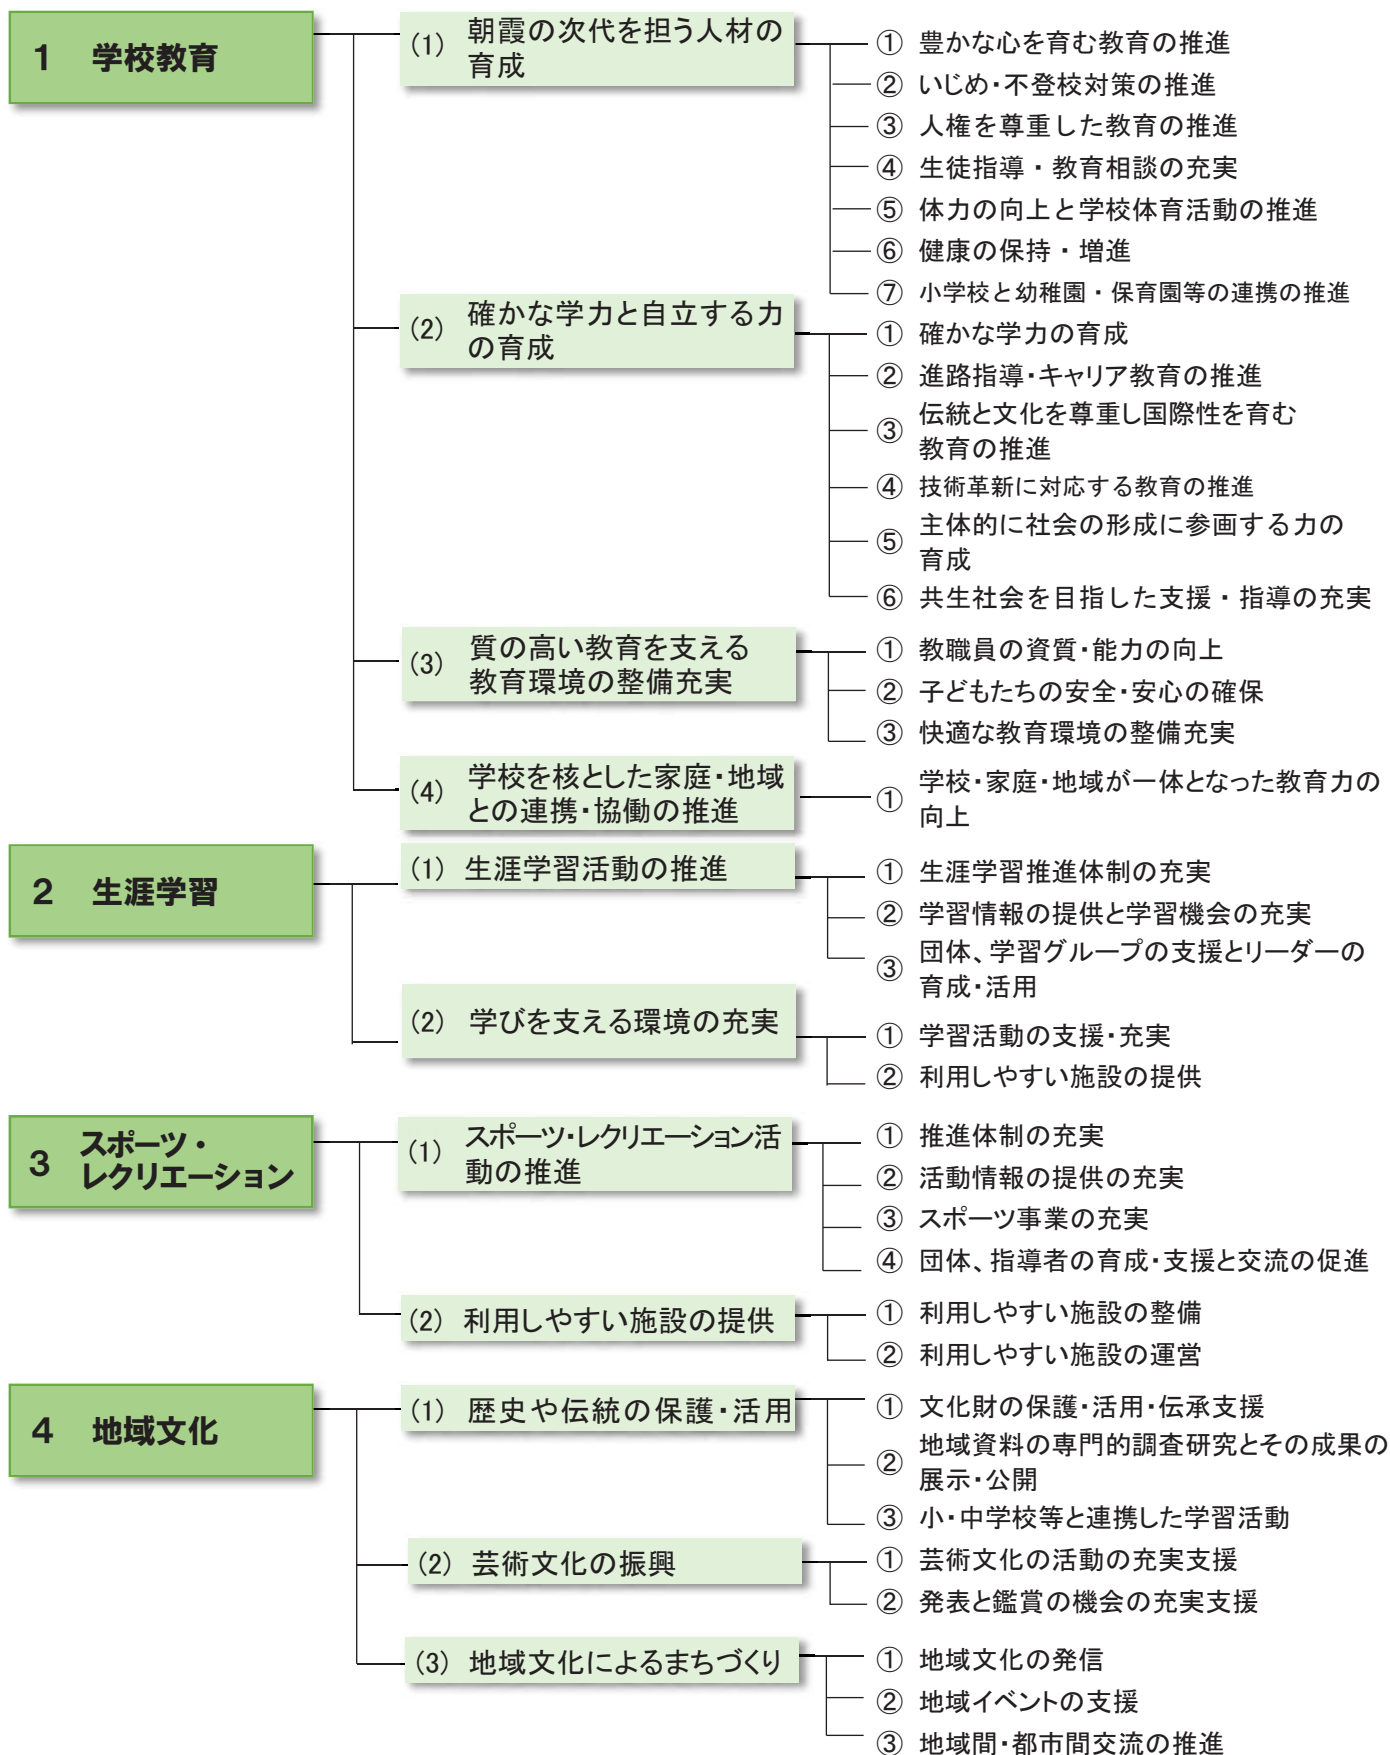 1 学校教育
(1) 朝霞の次代を担う人材の
育成
① 豊かな心を育む教育の推進
② いじめ・不登校対策の推進
③ 人権を尊重した教育の推進
④ 生徒指導・教育相談の充実
⑤ 体力の向上と学校体育活動の推進
⑥ 健康の保持・増進
⑦ 小学校と幼稚園・保育園等の連携の推進
(2) 確かな学力と自立する力
の育成
① 確かな学力の育成
② 進路指導・キャリア教育の推進
③ 伝統と文化を尊重し国際性を育む
教育の推進
④ 技術革新に対応する教育の推進
⑤ 主体的に社会の形成に参画する力の
育成
⑥ 共生社会を目指した支援・指導の充実
(3) 質の高い教育を支える
教育環境の整備充実
① 教職員の資質・能力の向上
② 子どもたちの安全・安心の確保
③ 快適な教育環境の整備充実
(4) 学校を核とした家庭・地域
との連携・協働の推進
① 学校・家庭・地域が一体となった教育力の
向上
2 生涯学習
(1) 生涯学習活動の推進
① 生涯学習推進体制の充実
② 学習情報の提供と学習機会の充実
③ 団体、学習グループの支援とリーダーの
育成・活用
(2) 学びを支える環境の充実
① 学習活動の支援・充実
② 利用しやすい施設の提供
3 スポーツ・
レクリエーション
(1) スポーツ・レクリエーション活
動の推進
① 推進体制の充実
② 活動情報の提供の充実
③ スポーツ事業の充実
④ 団体、指導者の育成・支援と交流の促進
(2) 利用しやすい施設の提供
① 利用しやすい施設の整備
② 利用しやすい施設の運営
4 地域文化
(1) 歴史や伝統の保護・活用
① 文化財の保護・活用・伝承支援
② 地域資料の専門的調査研究とその成果の
展示・公開
③ 小・中学校等と連携した学習活動
(2) 芸術文化の振興
① 芸術文化の活動の充実支援
② 発表と鑑賞の機会の充実支援
(3) 地域文化によるまちづくり
① 地域文化の発信
② 地域イベントの支援
③ 地域間・都市間交流の推進